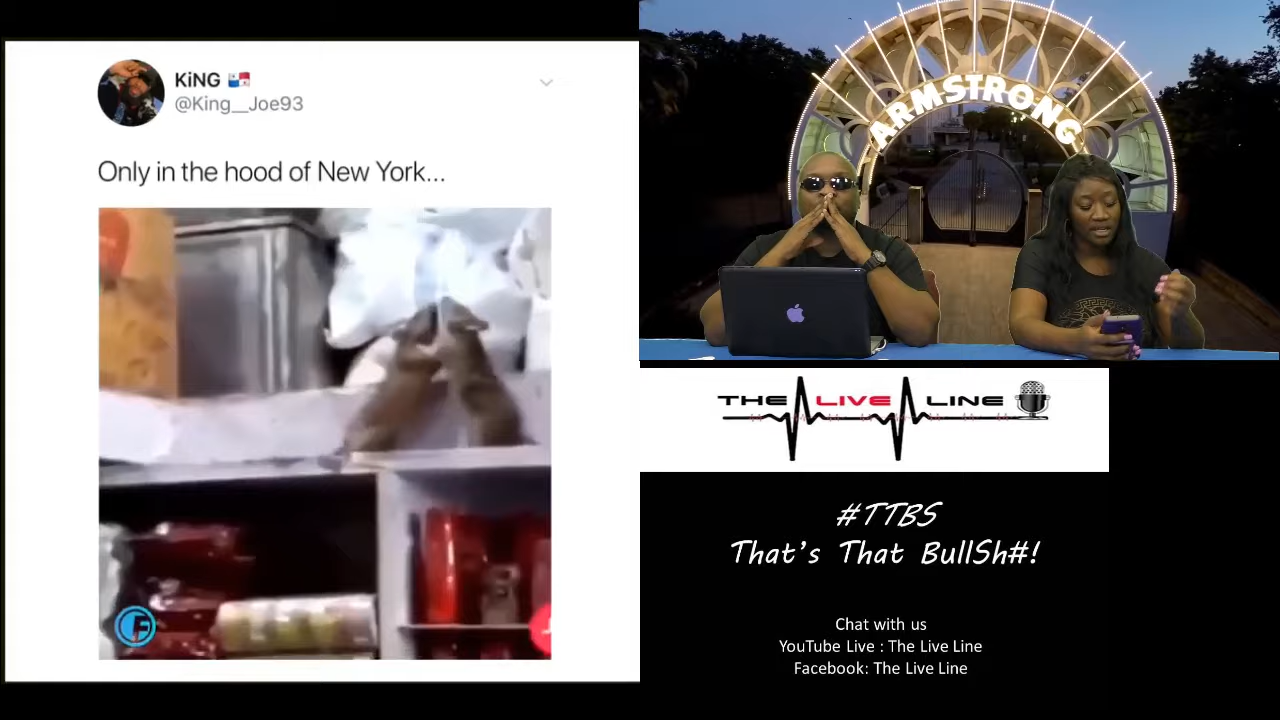 KiNG
@King__Joe93
Only in the hood of New York...
ARMSTRONG
THE LIVE LINE
#TTBS
That's That BullSh#!
Chat with us
YouTube Live : The Live Line
Facebook: The Live Line